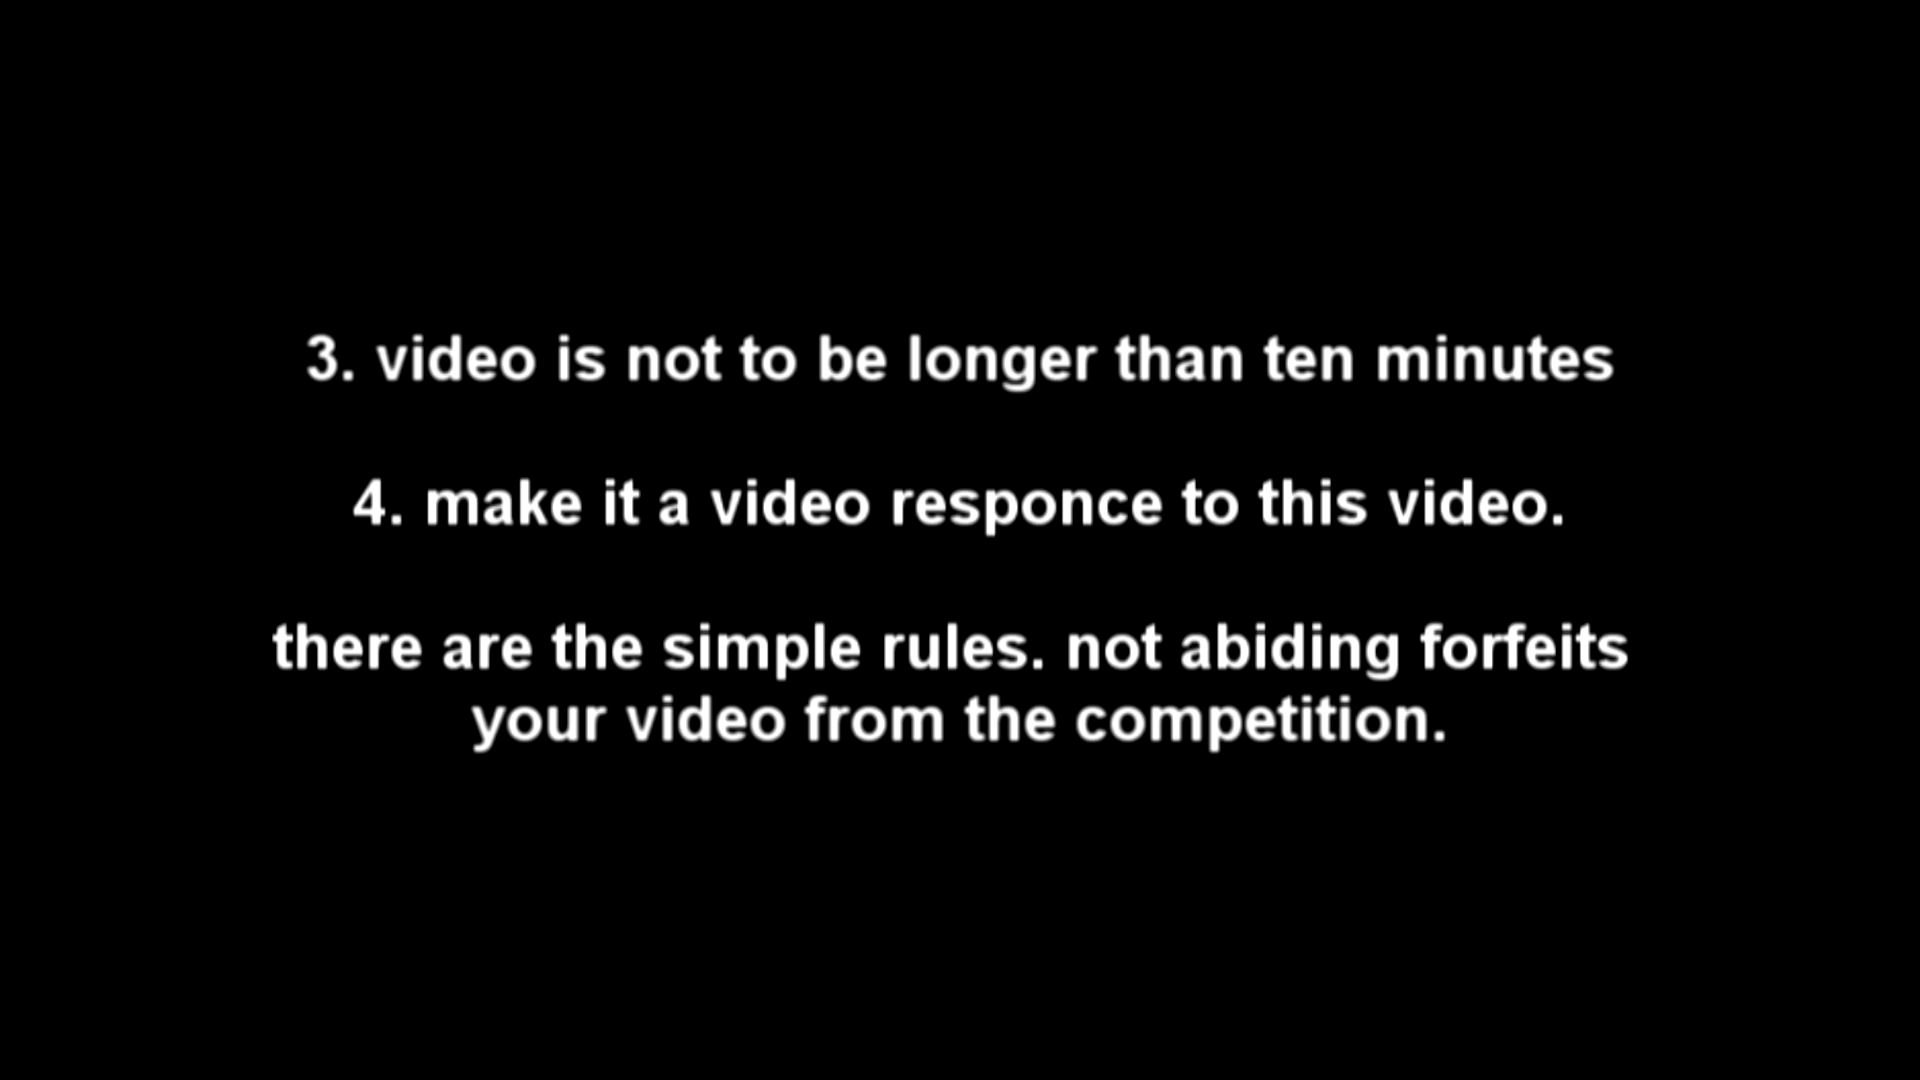 3. video is not to be longer than ten minutes
4. make it a video responce to this video.
there are the simple rules. not abiding forfeits
your video from the competition.